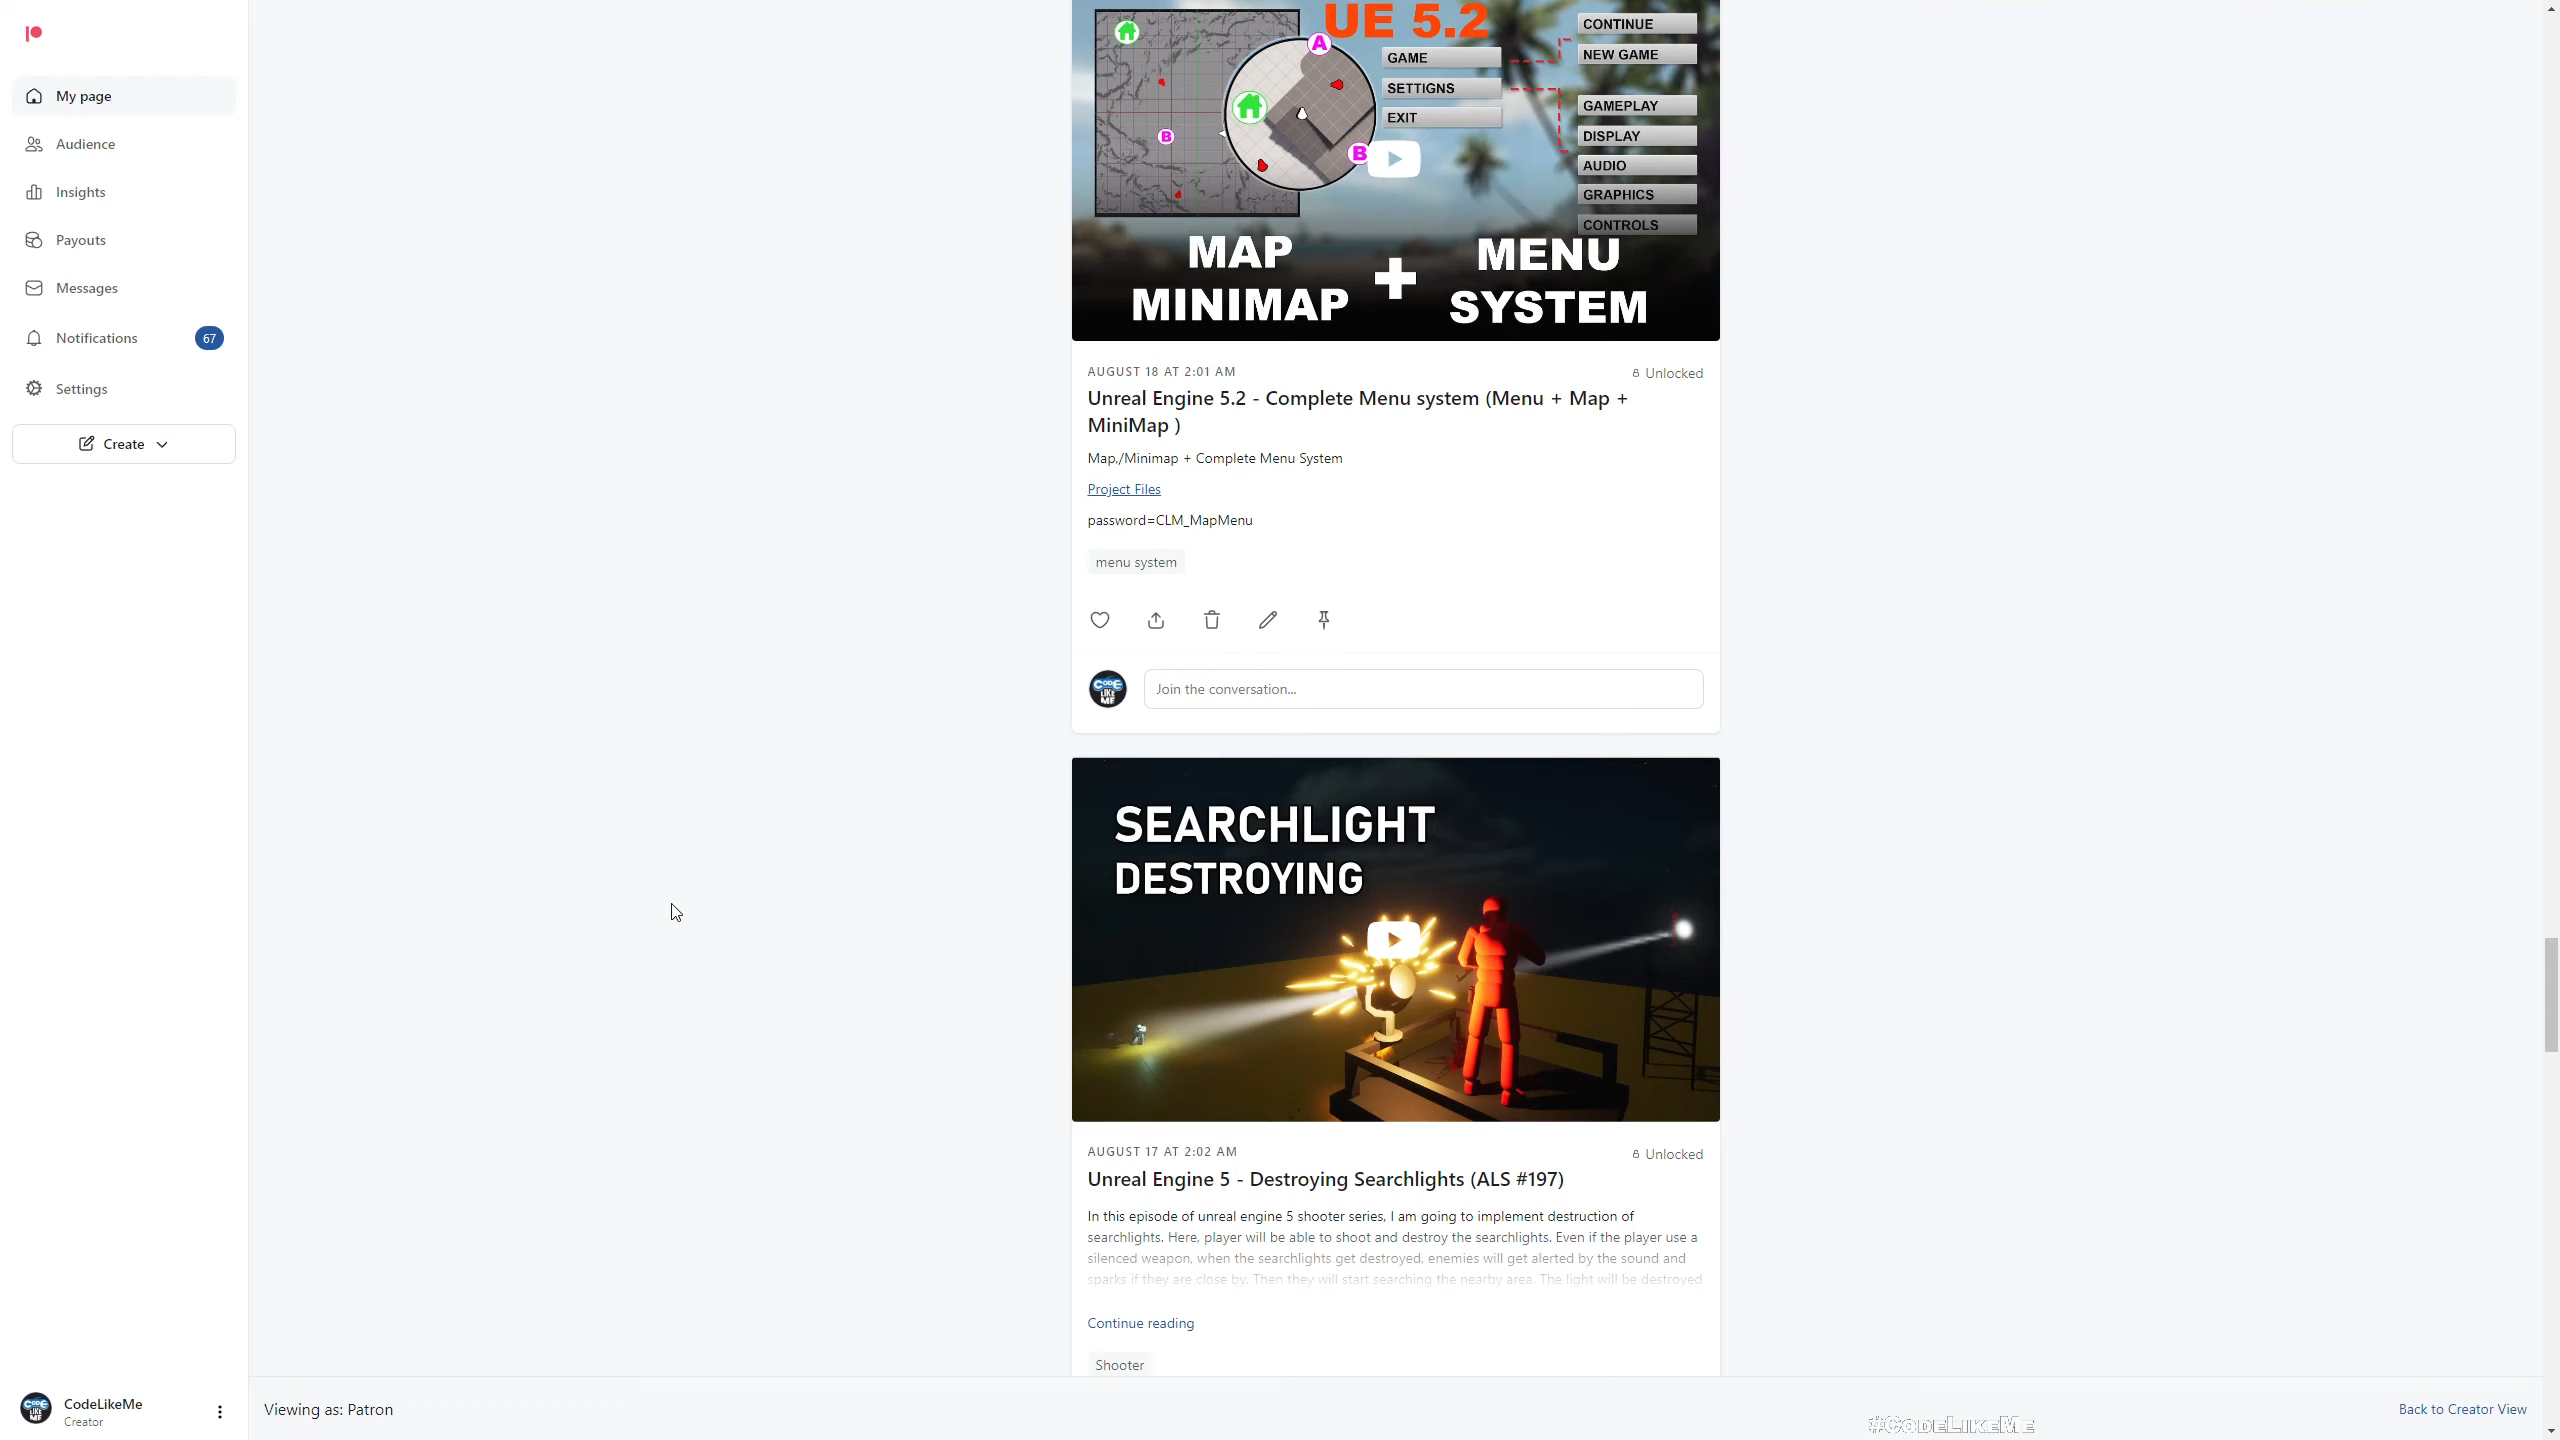 My page
Audience
Insights
Payouts
Messages
Notifications 67
Settings
Create
UE 5.2
A
B
B
GAME
SETTIGNS
EXIT
CONTINUE
NEW GAME
GAMEPLAY
DISPLAY
AUDIO
GRAPHICS
CONTROLS
MAP
MINIMAP
+
MENU
SYSTEM
AUGUST 18 AT 2:01 AM
Unlocked
Unreal Engine 5.2 - Complete Menu system (Menu + Map +
MiniMap )
Map,/Minimap + Complete Menu System
Project Files
password=CLM_MapMenu
menu system
CODE
LIKE
ME
Join the conversation...
SEARCHLIGHT
DESTROYING
AUGUST 17 AT 2:02 AM
Unlocked
Unreal Engine 5 - Destroying Searchlights (ALS #197)
In this episode of unreal engine 5 shooter series, I am going to implement destruction of
searchlights. Here, player will be able to shoot and destroy the searchlights. Even if the player use a
silenced weapon, when the searchlights get destroyed, enemies will get alerted by the sound and
sparks if they are close by. Then they will start searching the nearby area. The light will be destroyed
Continue reading
Shooter
CODE
LIKE
ME
CodeLikeMe
Creator
Viewing as: Patron
#CodeLikeMe
Back to Creator View